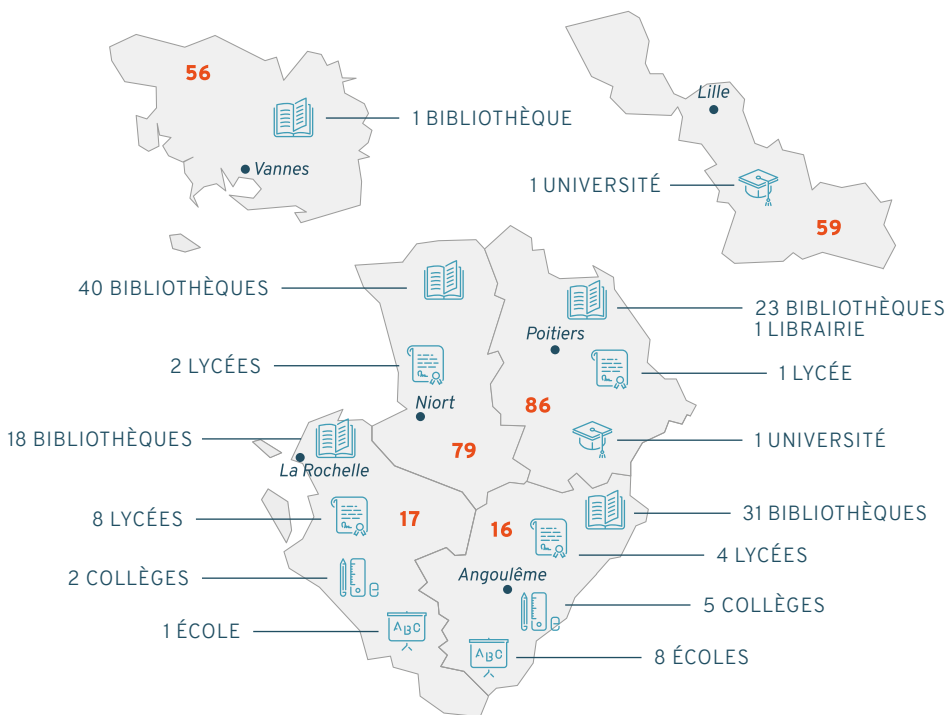 56
1 BIBLIOTHÈQUE
Vannes
Lille
1 UNIVERSITÉ
59
40 BIBLIOTHÈQUES
23 BIBLIOTHÈQUES
1 LIBRAIRIE
Poitiers
2 LYCÉES
1 LYCÉE
Niort
86
18 BIBLIOTHÈQUES
79
1 UNIVERSITÉ
La Rochelle
8 LYCÉES
17
16
31 BIBLIOTHÈQUES
4 LYCÉES
2 COLLÈGES
Angoulême
5 COLLÈGES
1 ÉCOLE
ABC
ABC
8 ÉCOLES